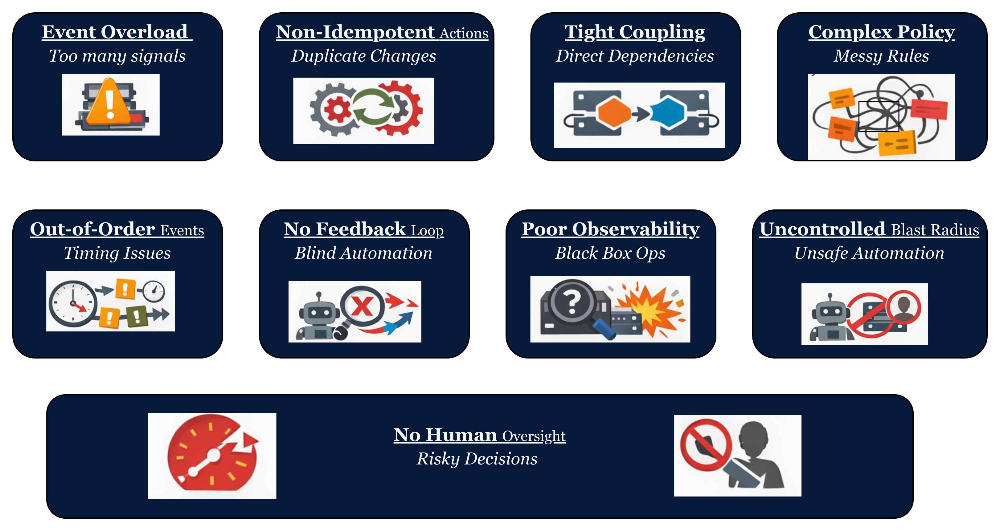 Event Overload
Too many signals
Non-Idempotent Actions
Duplicate Changes
Tight Coupling
Direct Dependencies
Complex Policy
Messy Rules
Out-of-Order Events
Timing Issues
No Feedback Loop
Blind Automation
Poor Observability
Black Box Ops
Uncontrolled Blast Radius
Unsafe Automation
No Human Oversight
Risky Decisions